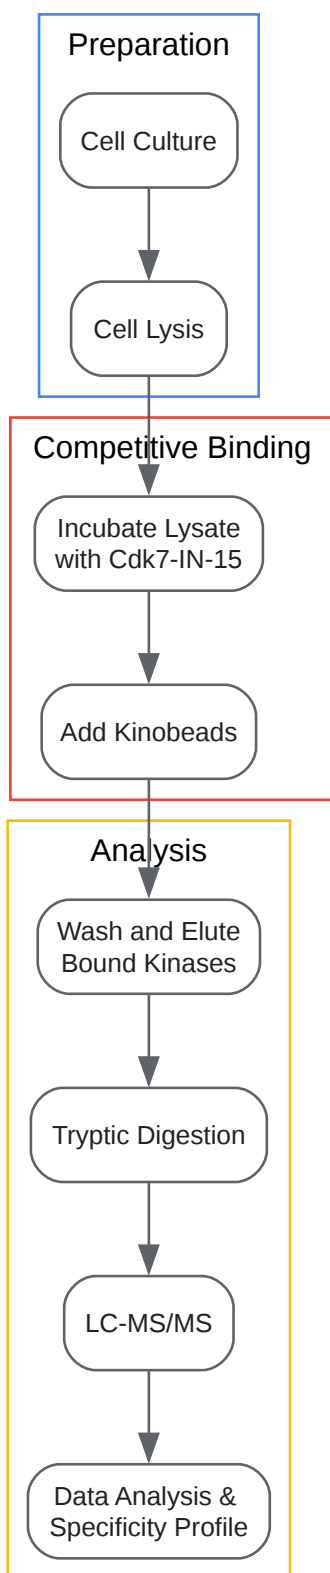 Preparation
Cell Culture
Cell Lysis
Competitive Binding
Incubate Lysate
with Cdk7-IN-15
Add Kinobeads
Analysis
Wash and Elute
Bound Kinases
Tryptic Digestion
LC-MS/MS
Data Analysis &
Specificity Profile